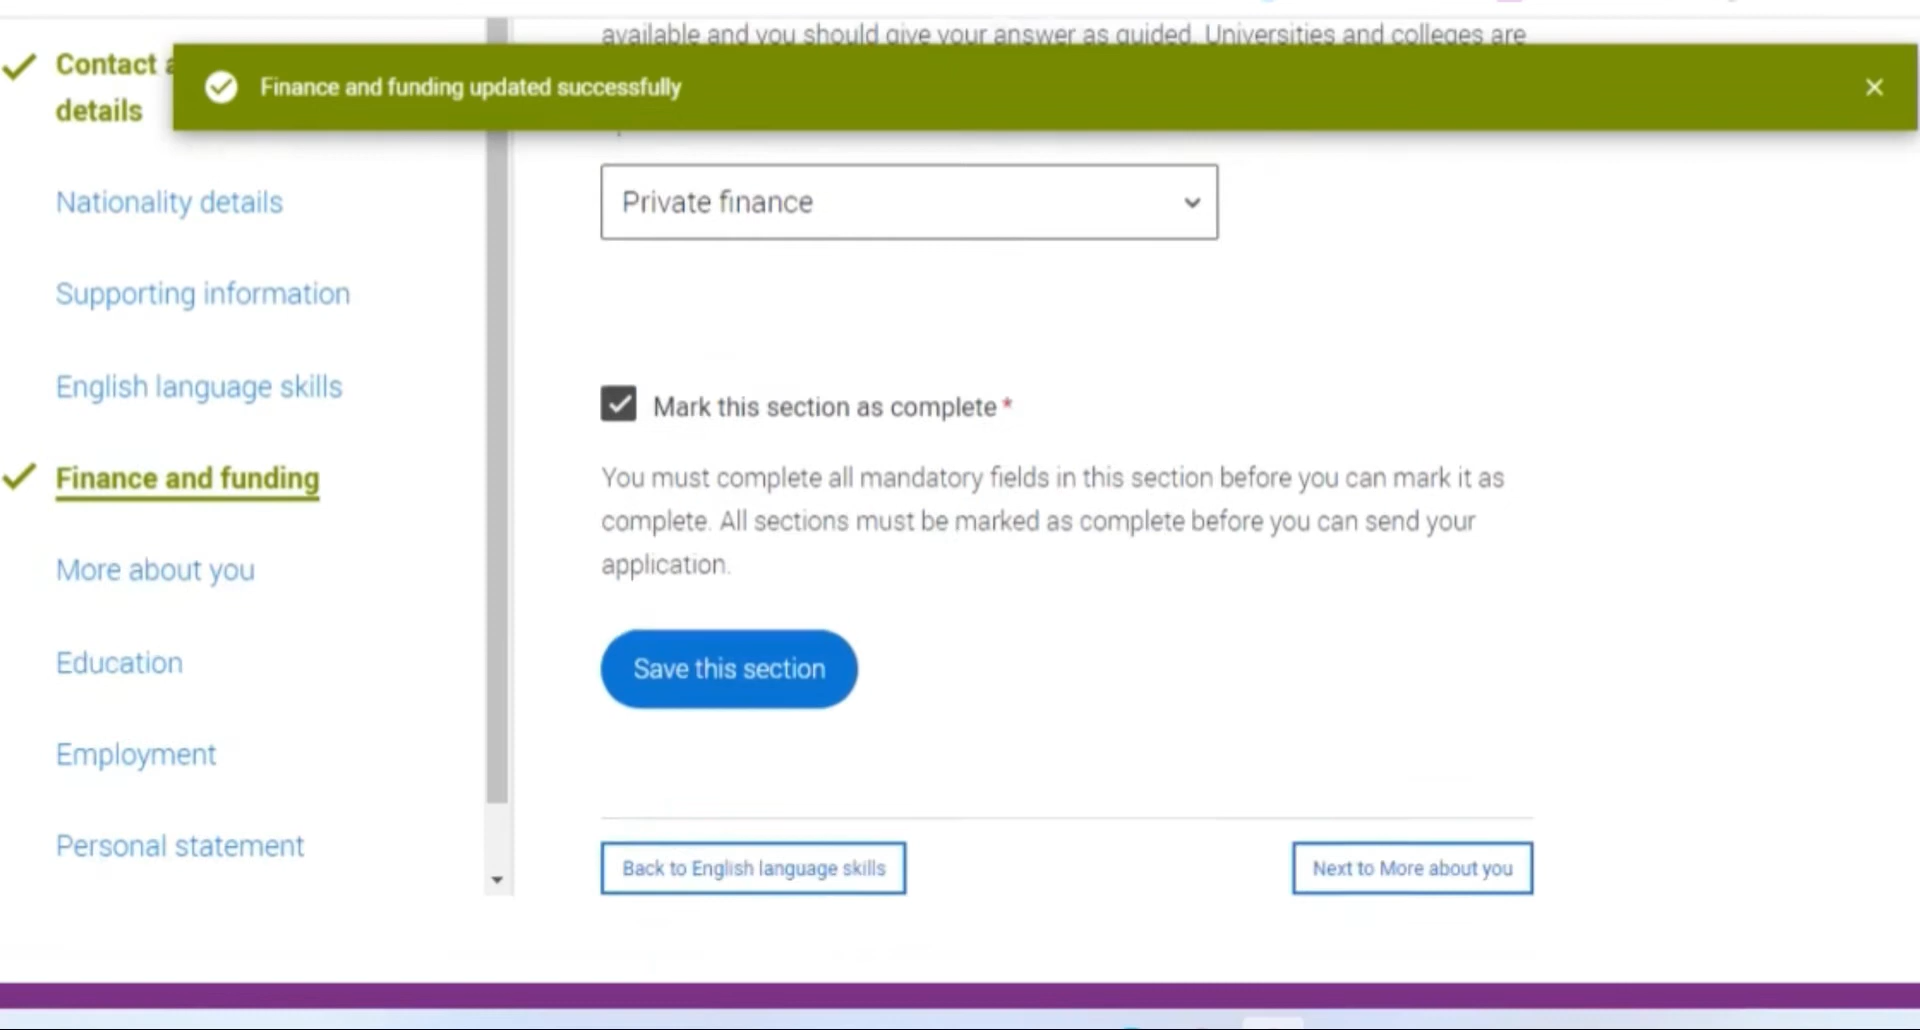 available and you should give your answer as guided. Universities and colleges are
Contact a
details
Finance and funding updated successfully
Nationality details
Supporting information
English language skills
Finance and funding
More about you
Education
Employment
Personal statement
Private finance
Mark this section as complete *
You must complete all mandatory fields in this section before you can mark it as
complete. All sections must be marked as complete before you can send your
application.
Save this section
Back to English language skills
Next to More about you